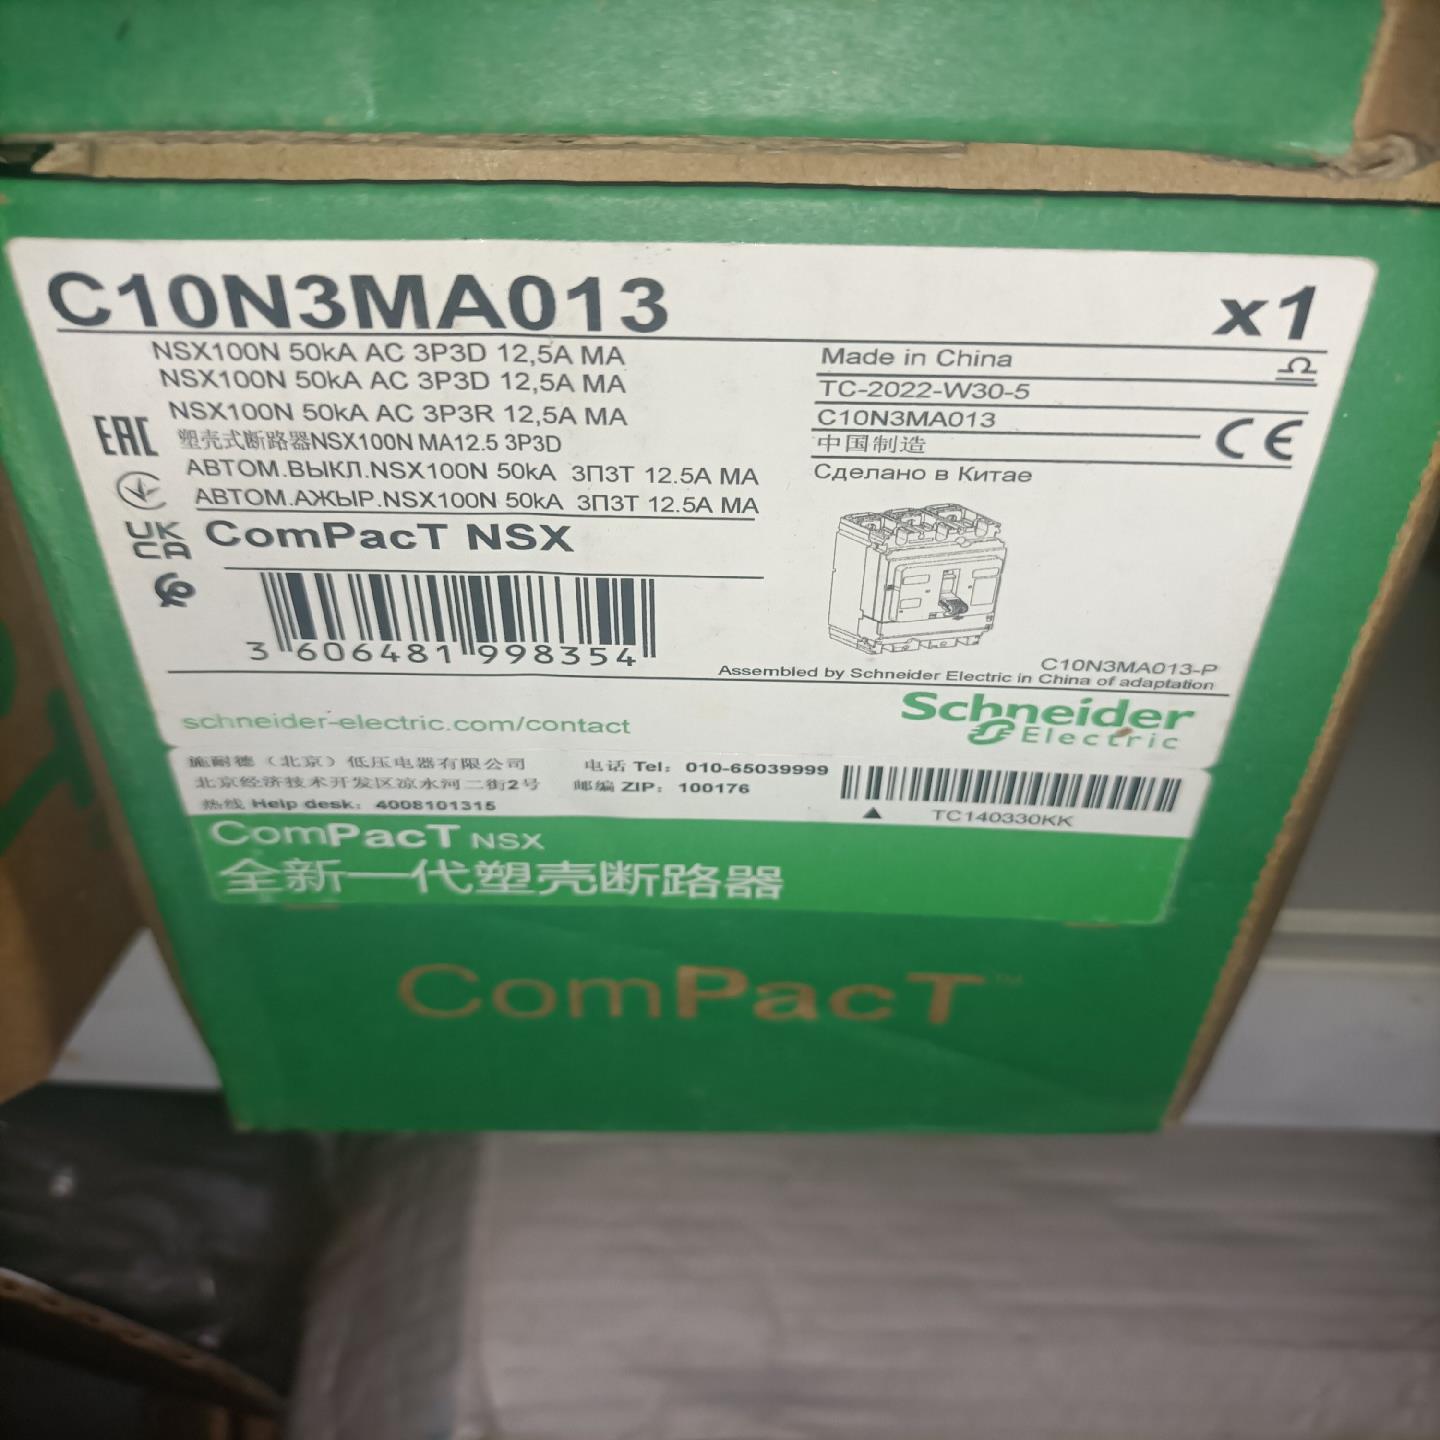 C10N3MA013
x1
NSX100N 50kA AC 3P3D 12,5A MA
NSX100N 50kA AC 3P3D 12,5A MA
NSX100N 50kA AC 3P3R 12,5A MA
塑壳式断路器NSX100N MA12.5 3P3D
АВТОМ.ВЫКЛ.NSX100N 50kA 3П3Т 12.5A MA
АВТОМ.АЖЫР.NSX100N 50kA 3П3Т 12.5A MA
EAC
UK
CA
ComPacT NSX
Made in China
TC-2022-W30-5
C10N3MA013
中国制造
Сделано в Китае
CE
3 606481 998354
C10N3MA013-P
Assembled by Schneider Electric in China of adaptation
schneider-electric.com/contact
Schneider
Electric
施耐德（北京）低压电器有限公司 电话 Tel: 010-65039999
北京经济技术开发区凉水河二街2号 邮编 ZIP: 100176
热线 Help desk: 4008101315
TC140330KK
ComPacT NSX
全新一代塑壳断路器
ComPacT™